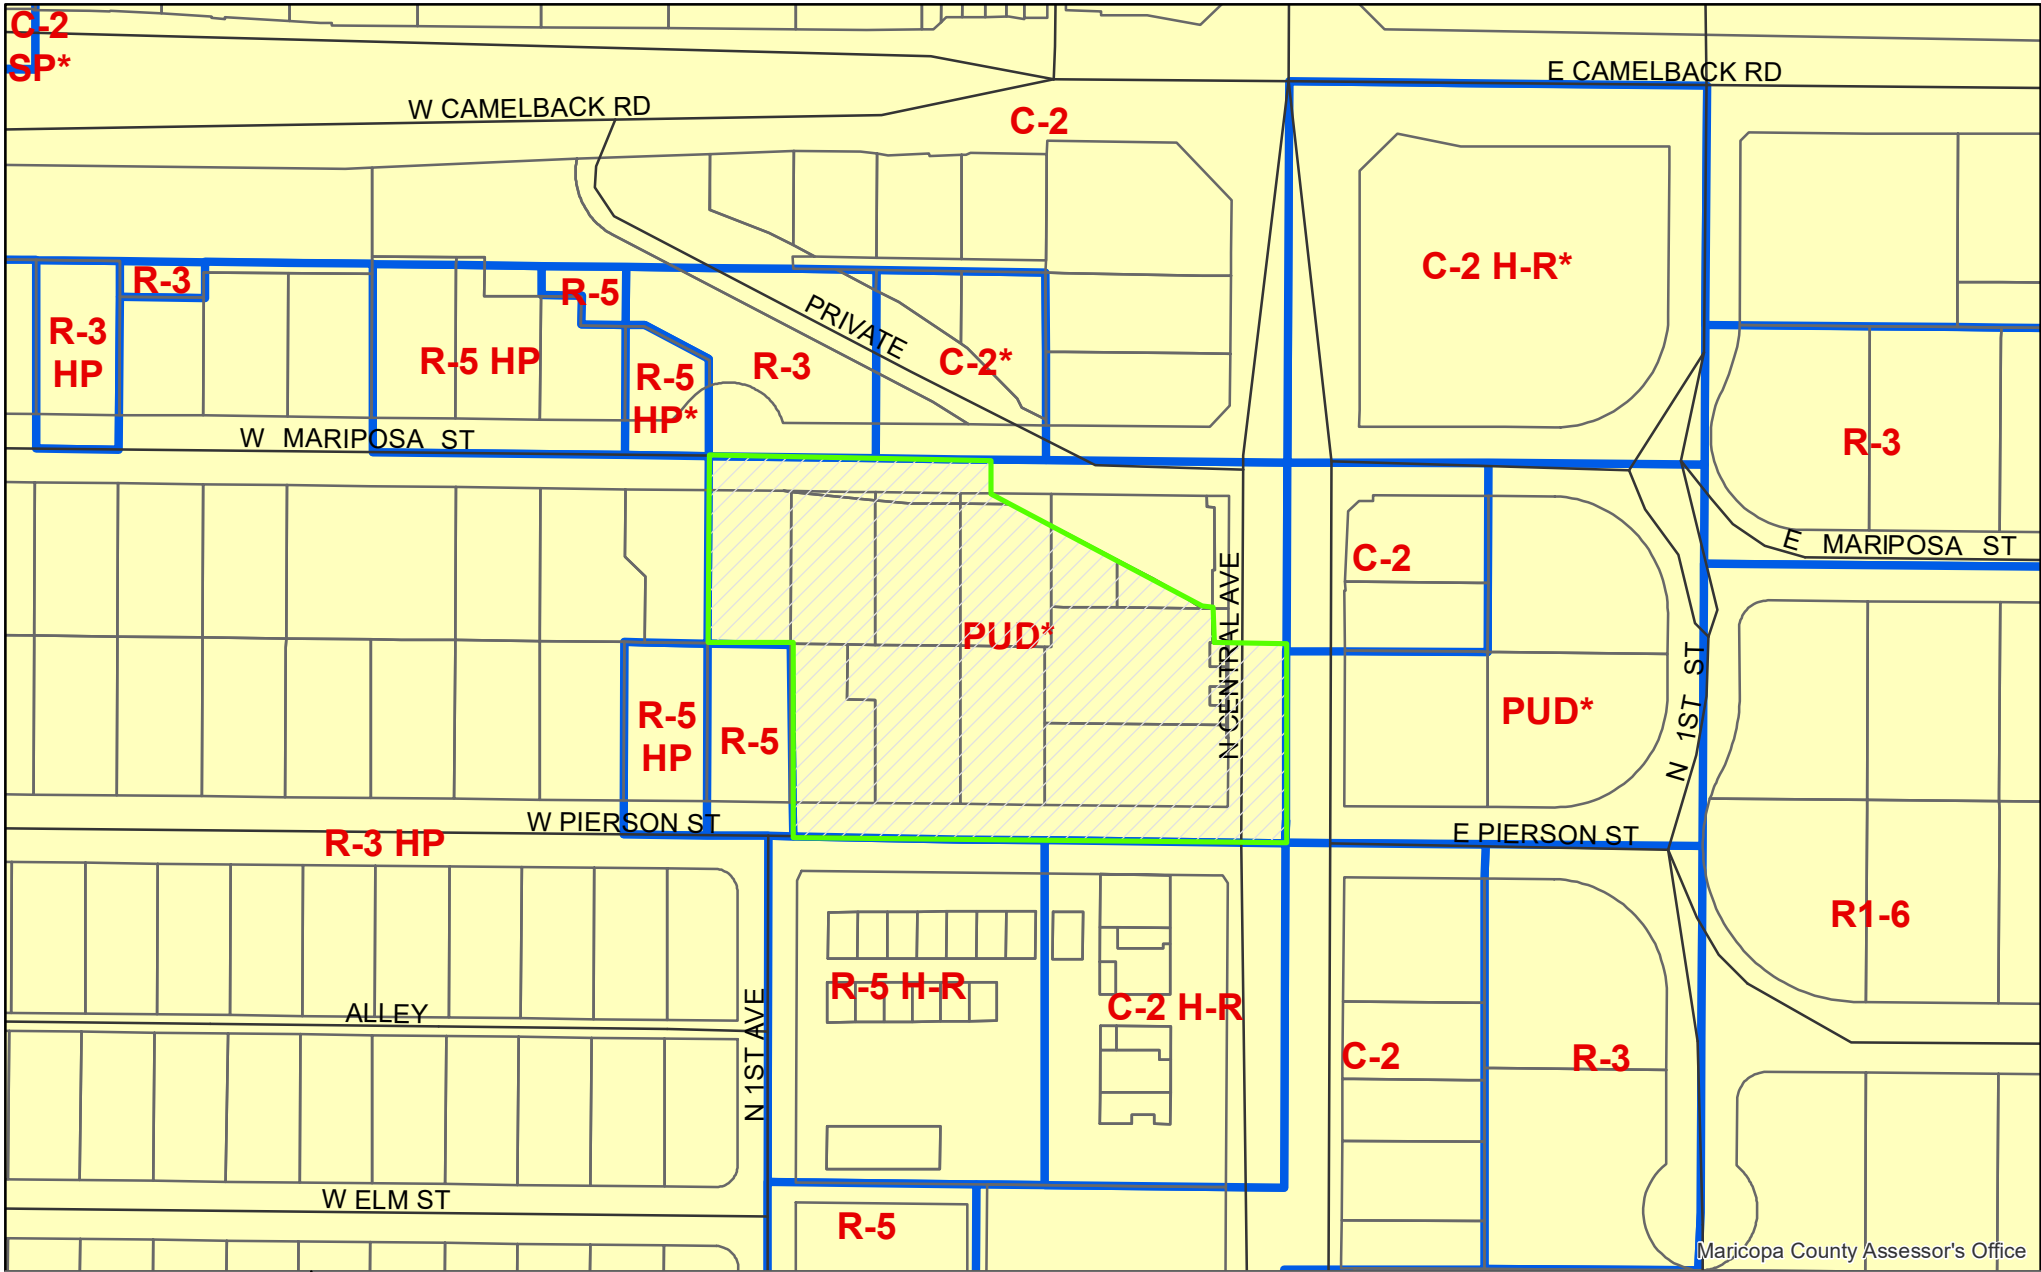 C-2
SP*
E CAMELBACK RD
W CAMELBACK RD
C-2
C-2 H-R*
R-3
R-5
R-3
HP
PRIVATE
R-5 HP
R-3
C-2*
R-5
HP*
W MARIPOSA ST
R-3
E MARIPOSA ST
C-2
N CENTRAL AVE
PUD*
N 1ST ST
R-5
HP
R-5
PUD*
W PIERSON ST
E PIERSON ST
R-3 HP
R1-6
R-5 H-R
C-2 H-R
ALLEY
N 1ST AVE
C-2
R-3
W ELM ST
R-5
Maricopa County Assessor's Office